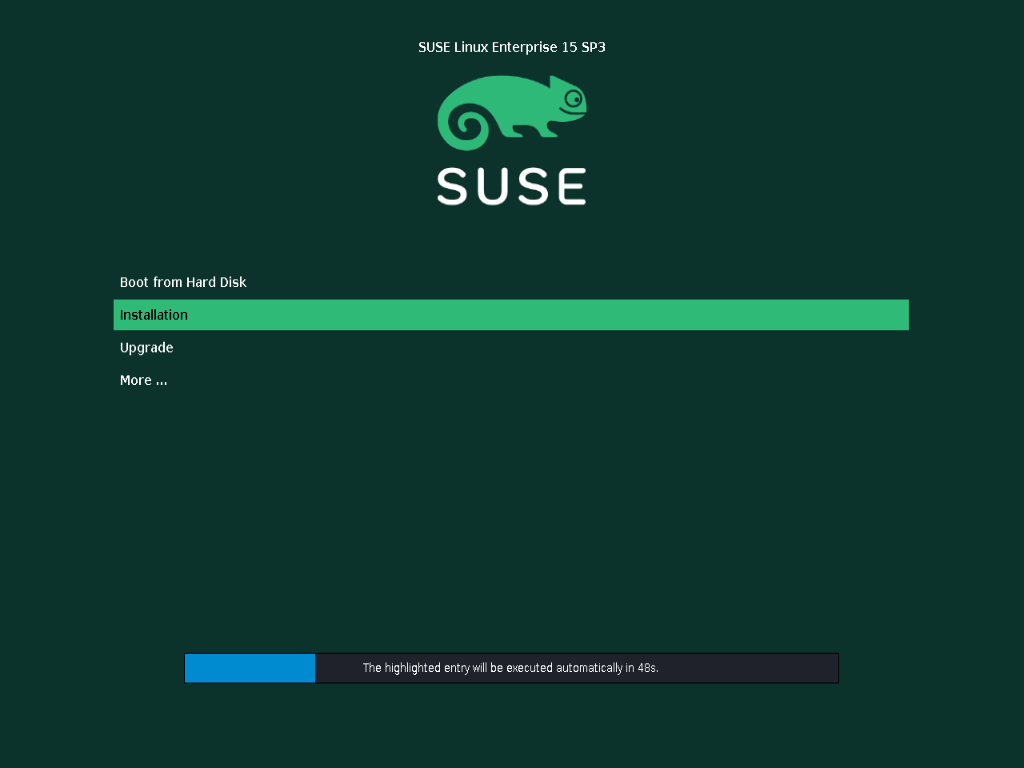 SUSE Linux Enterprise 15 SP3
SUSE
Boot from Hard Disk
Installation
Upgrade
More ...
The highlighted entry will be executed automatically in 48s.